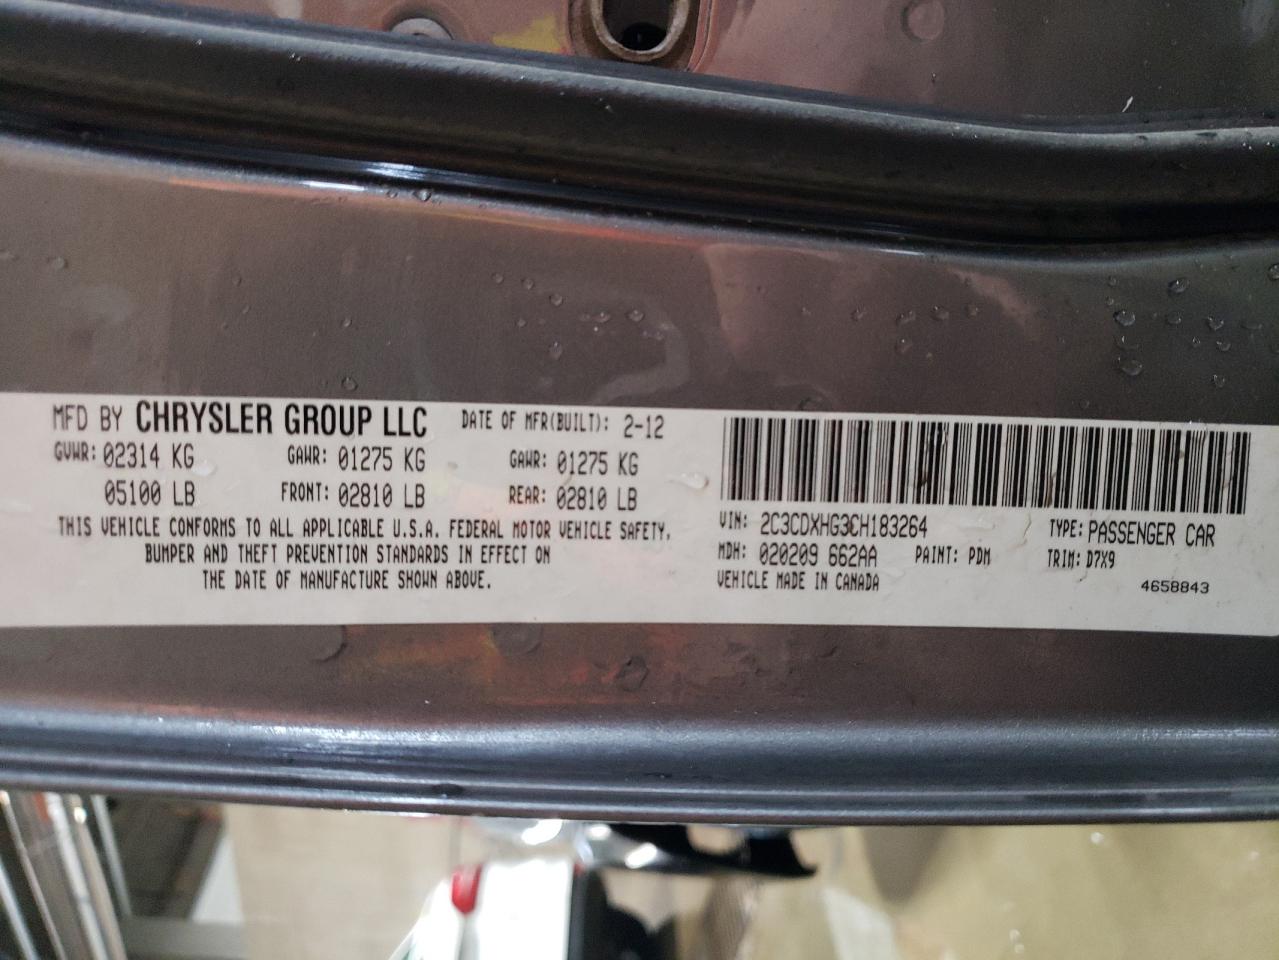 MFD BY CHRYSLER GROUP LLC DATE OF MFR(BUILT): 2-12
GVWR: 02314 KG GAWR: 01275 KG GAWR: 01275 KG
05100 LB FRONT: 02810 LB REAR: 02810 LB
THIS VEHICLE CONFORMS TO ALL APPLICABLE U.S.A. FEDERAL MOTOR VEHICLE SAFETY,
BUMPER AND THEFT PREVENTION STANDARDS IN EFFECT ON
THE DATE OF MANUFACTURE SHOWN ABOVE.
VIN: 2C3CDXHG3CH183264 TYPE: PASSENGER CAR
MDH: 020209 662AA PAINT: PDM TRIM: D7X9
VEHICLE MADE IN CANADA 4658843